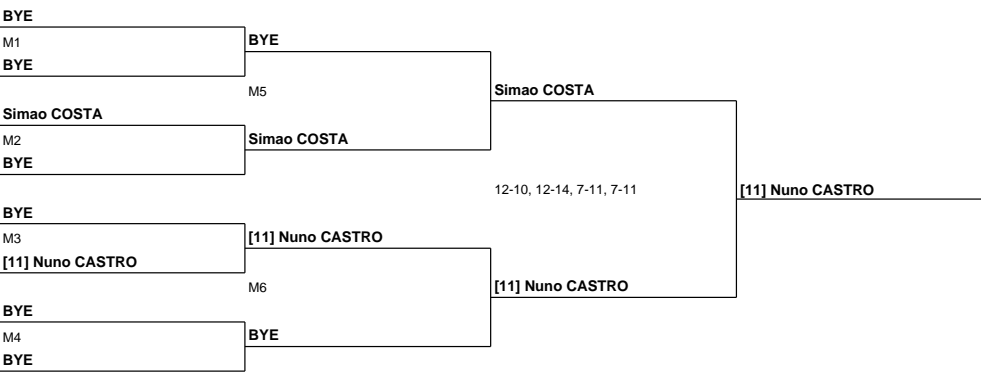 BYE
M1
BYE
BYE
M5
Simao COSTA
Simao COSTA
M2
Simao COSTA
BYE
12-10, 12-14, 7-11, 7-11
[11] Nuno CASTRO
BYE
M3
[11] Nuno CASTRO
[11] Nuno CASTRO
M6
[11] Nuno CASTRO
BYE
M4
BYE
BYE